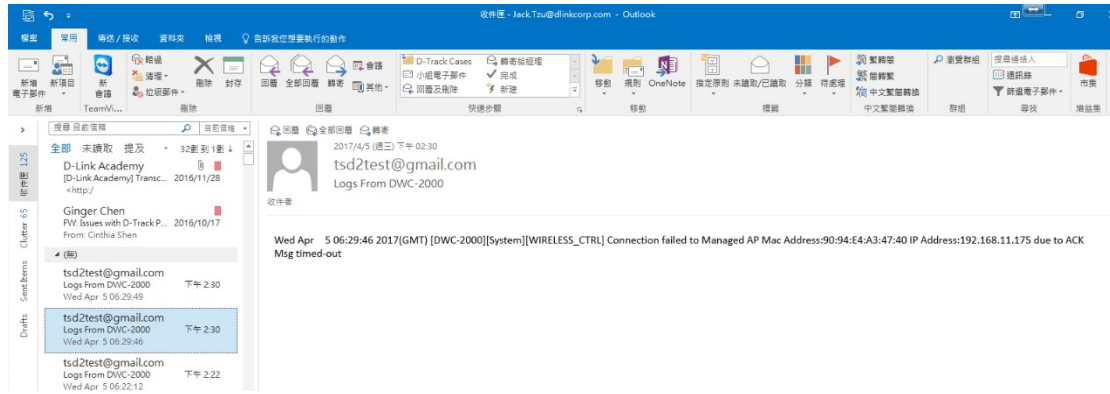 收件匣 - Jack.Tzu@dlinkcorp.com - Outlook
檔案 常用 傳送/接收 資料夾 檢視 告訴我您想要執行的動作
新增 電子郵件
新項目
新增
新 會議
TeamVi...
略過
清理
垃圾郵件
刪除
封存
刪除
回覆
全部回覆
轉寄
會議
其他
回覆
D-Track Cases
小組電子郵件
回覆及刪除
轉寄給經理
完成
新建
快速步驟
移動
規則
OneNote
移動
指定原則
未讀取/已讀取
分類
待處理
標籤
繁轉簡
簡轉繁
中文繁簡轉換
中文繁簡轉換
瀏覽群組
群組
搜尋連絡人
通訊錄
篩選電子郵件
尋找
市集
增益集
收件匣 125
Clutter 65
Sent Items
Drafts
搜尋 目前信箱
目前信箱
全部 未讀取 提及 32劃 到 1劃 ↓
D-Link Academy
[D-Link Academy] Transc... 2016/11/28
<http:/
Ginger Chen
FW: Issues with D-Track P... 2016/10/17
From: Cinthia Shen
(無)
tsd2test@gmail.com
Logs From DWC-2000 下午 2:30
Wed Apr 5 06:29:49
tsd2test@gmail.com
Logs From DWC-2000 下午 2:30
Wed Apr 5 06:29:46
tsd2test@gmail.com
Logs From DWC-2000 下午 2:22
Wed Apr 5 06:22:12
回覆 全部回覆 轉寄
2017/4/5 (週三) 下午 02:30
tsd2test@gmail.com
Logs From DWC-2000
收件者
Wed Apr 5 06:29:46 2017(GMT) [DWC-2000][System][WIRELESS_CTRL] Connection failed to Managed AP Mac Address:90:94:E4:A3:47:40 IP Address:192.168.11.175 due to ACK
Msg timed-out